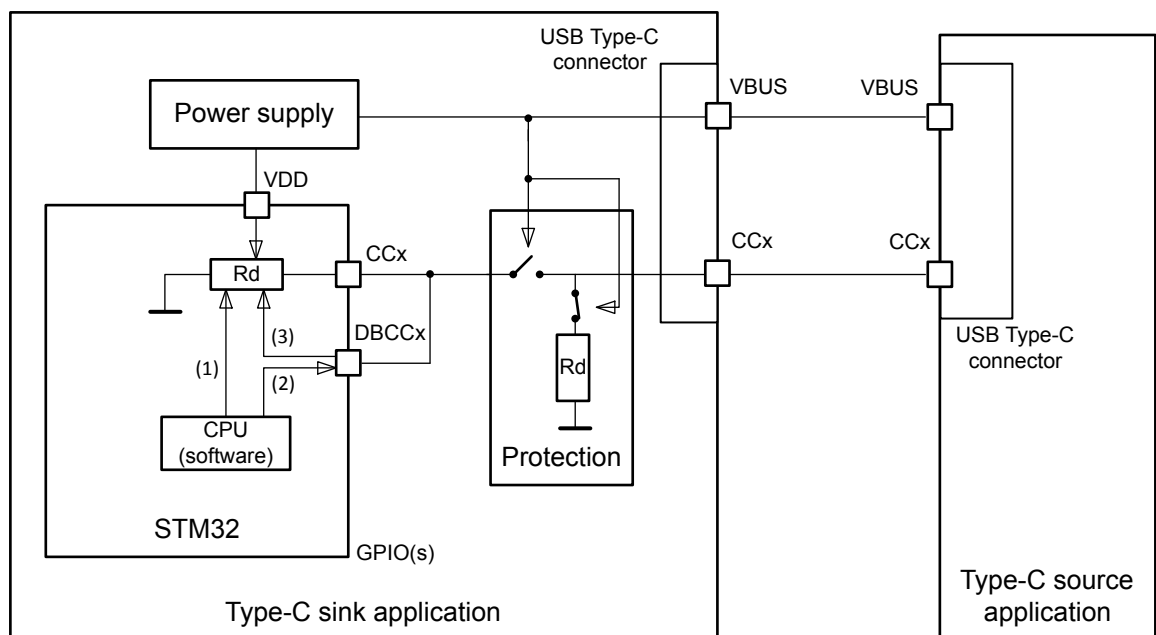 USB Type-C
connector
VBUS
VBUS
Power supply
VDD
CCx
CCx
CCx
Rd
DBCCx
(3)
(1)
(2)
Rd
USB Type-C
connector
CPU
(software)
Protection
STM32
GPIO(s)
Type-C sink application
Type-C source
application